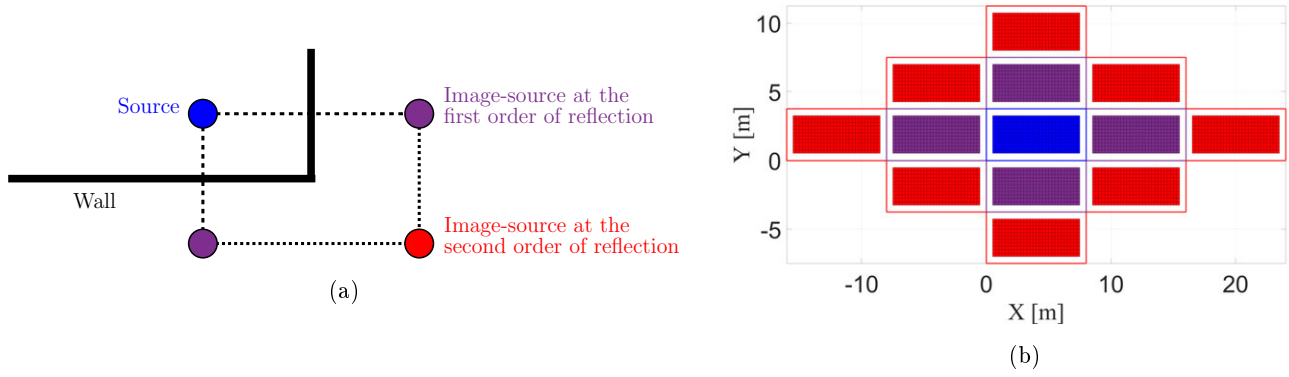 Source
Image-source at the
first order of reflection
Wall
Image-source at the
second order of reflection
(a)
10
5
0
-5
Y [m]
-10
0
10
20
X [m]
(b)